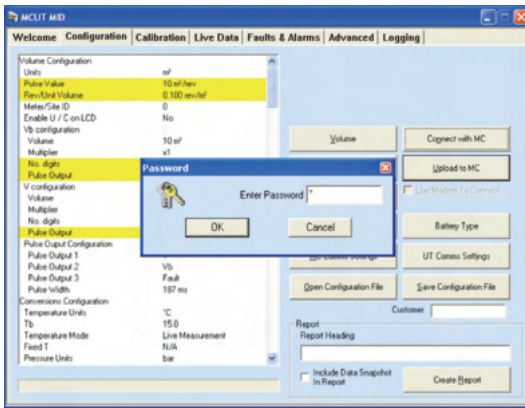 MCUT MID
Welcome Configuration Calibration Live Data Faults & Alarms Advanced Logging
Volume Configuration
Units m³
Pulse Value 10 m³/rev
Rev/Unit Volume 0.100 rev/m³
Meter/Site ID 0
Enable U / C on LCD No
Vb configuration
Volume 10 m³
Multiplier x1
No. digits
Pulse Output
V configuration
Volume
Multiplier
No. digits
Pulse Output
Pulse Ouput Configuration
Pulse Output 1
Pulse Output 2 Vb
Pulse Output 3 Fault
Pulse Width 187 ms
Conversions Configuration
Temperature Units °C
Tb 15.0
Temperature Mode Live Measurement
Fixed T N/A
Pressure Units bar
Password
Enter Password *
OK Cancel
Volume Connect with MC
Upload to MC
Use Modem To Connect
Battery Type
UT Comms Settings
Open Configuration File Save Configuration File
Customer
Report
Report Heading
Include Data Snapshot
In Report
Create Report